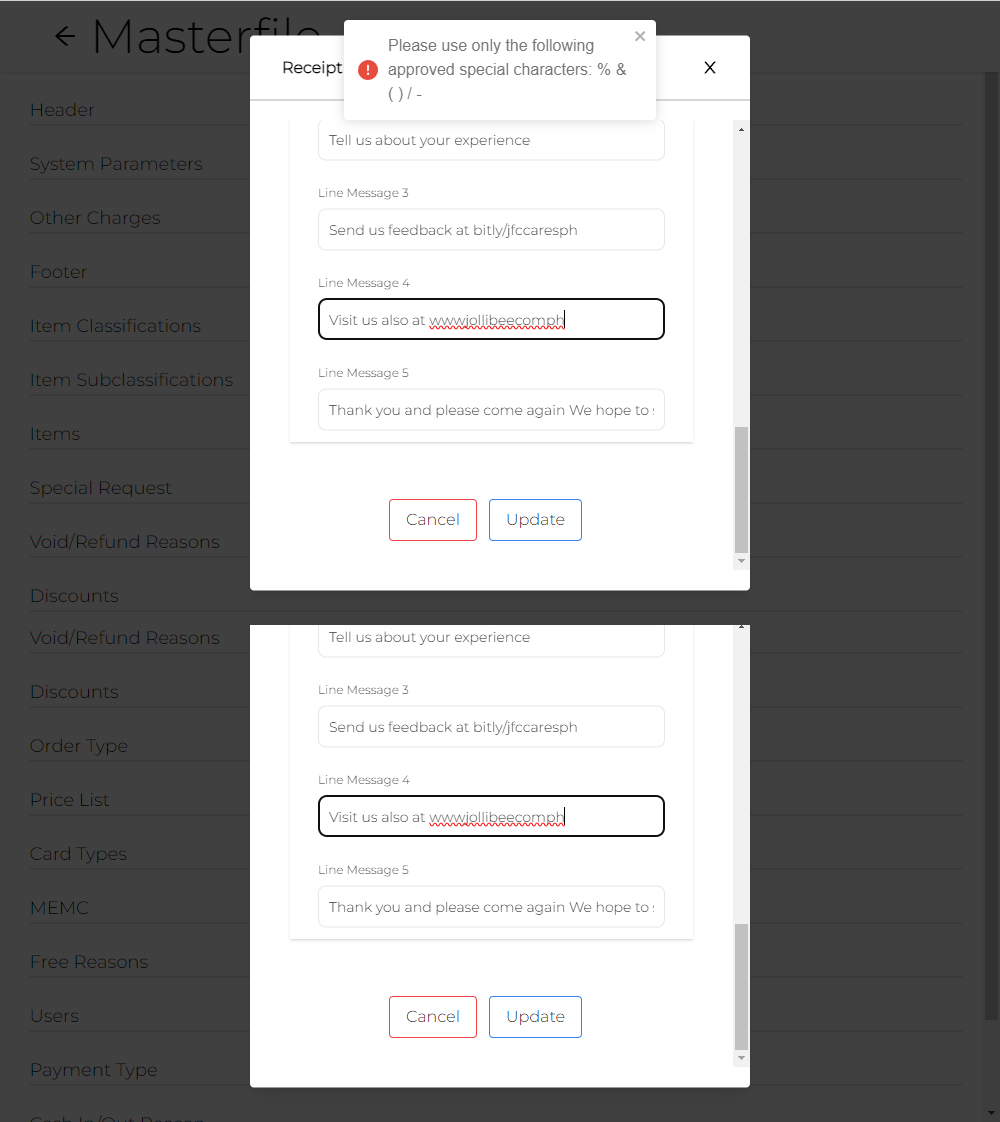 Masterfile
Please use only the following
approved special characters: % &
( ) / -
Receipt
X
Header
System Parameters
Other Charges
Footer
Item Classifications
Item Subclassifications
Items
Special Request
Void/Refund Reasons
Discounts
Void/Refund Reasons
Discounts
Order Type
Price List
Card Types
MEMC
Free Reasons
Users
Payment Type
Cash In/Out Reason
Tell us about your experience
Line Message 3
Send us feedback at bitly/jfccaresph
Line Message 4
Visit us also at wwwjollibeecomph
Line Message 5
Thank you and please come again We hope to
Cancel
Update
Tell us about your experience
Line Message 3
Send us feedback at bitly/jfccaresph
Line Message 4
Visit us also at wwwjollibeecomph
Line Message 5
Thank you and please come again We hope to
Cancel
Update